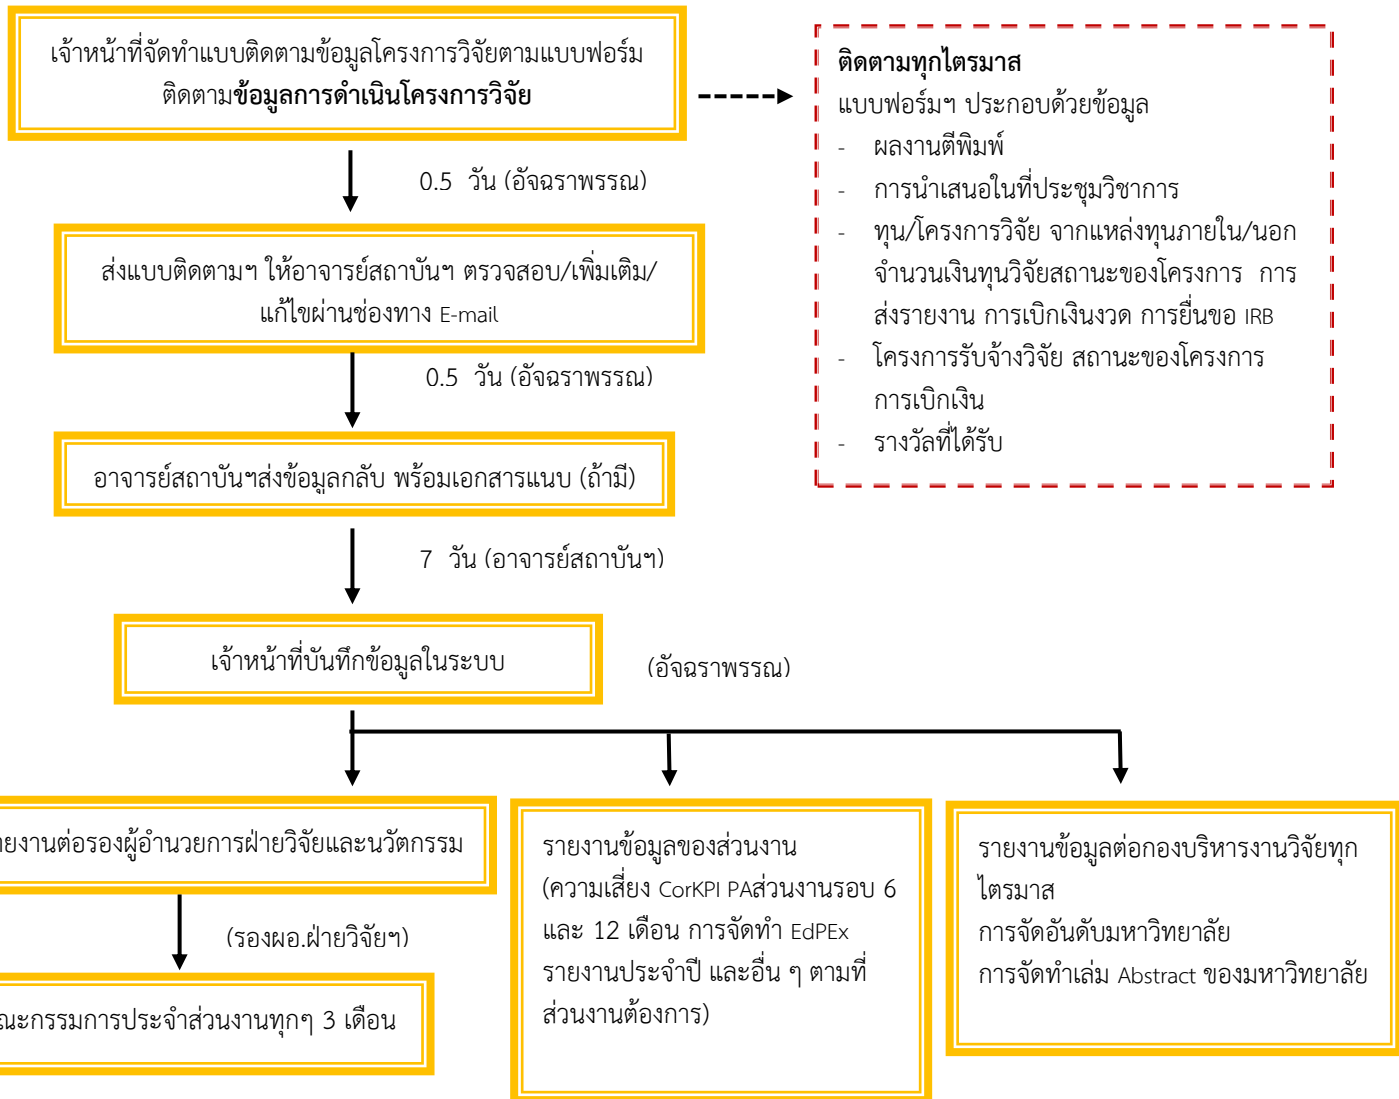 เจ้าหน้าที่จัดทำแบบติดตามข้อมูลโครงการวิจัยตามแบบฟอร์ม
ติดตามข้อมูลการดำเนินโครงการวิจัย
ติดตามทุกไตรมาส
แบบฟอร์มฯ ประกอบด้วยข้อมูล
- ผลงานตีพิมพ์
- การนำเสนอในที่ประชุมวิชาการ
- ทุน/โครงการวิจัย จากแหล่งทุนภายใน/นอก
จำนวนเงินทุนวิจัยสถานะของโครงการ การ
ส่งรายงาน การเบิกเงินงวด การยื่นขอ IRB
- โครงการรับจ้างวิจัย สถานะของโครงการ
การเบิกเงิน
- รางวัลที่ได้รับ
0.5 วัน (อัจฉราพรรณ)
ส่งแบบติดตามฯ ให้อาจารย์สถาบันฯ ตรวจสอบ/เพิ่มเติม/
แก้ไขผ่านช่องทาง E-mail
0.5 วัน (อัจฉราพรรณ)
อาจารย์สถาบันฯส่งข้อมูลกลับ พร้อมเอกสารแนบ (ถ้ามี)
7 วัน (อาจารย์สถาบันฯ)
เจ้าหน้าที่บันทึกข้อมูลในระบบ
(อัจฉราพรรณ)
ายงานต่อรองผู้อำนวยการฝ่ายวิจัยและนวัตกรรม
(รองผอ.ฝ่ายวิจัยฯ)
ณะกรรมการประจำส่วนงานทุกๆ 3 เดือน
รายงานข้อมูลของส่วนงาน
(ความเสี่ยง CorKPI PAส่วนงานรอบ 6
และ 12 เดือน การจัดทำ EdPEx
รายงานประจำปี และอื่น ๆ ตามที่
ส่วนงานต้องการ)
รายงานข้อมูลต่อกองบริหารงานวิจัยทุก
ไตรมาส
การจัดอันดับมหาวิทยาลัย
การจัดทำเล่ม Abstract ของมหาวิทยาลัย